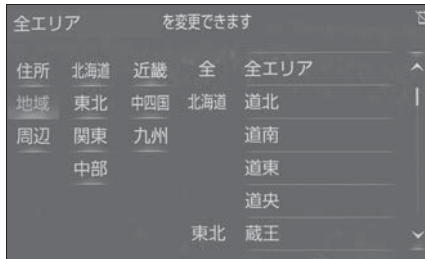 全エリア を変更できます
住所 北海道 近畿 全 全エリア
地域 東北 中四国 北海道 道北
周辺 関東 九州 道南
中部 道東
道央
東北 蔵王